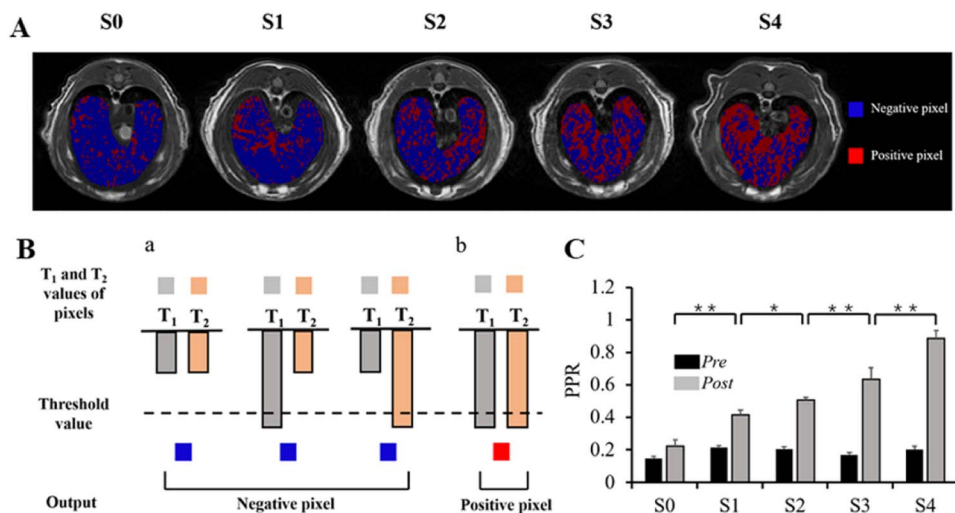 S0 S1 S2 S3 S4
A
Negative pixel
Positive pixel
B a b
T1 and T2
values of
pixels
T1 T2 T1 T2 T1 T2 T1 T2
Threshold
value
Output Negative pixel Positive pixel
C
PPR
1.2
1
0.8
0.6
0.4
0.2
0
** * ** **
Pre
Post
S0 S1 S2 S3 S4